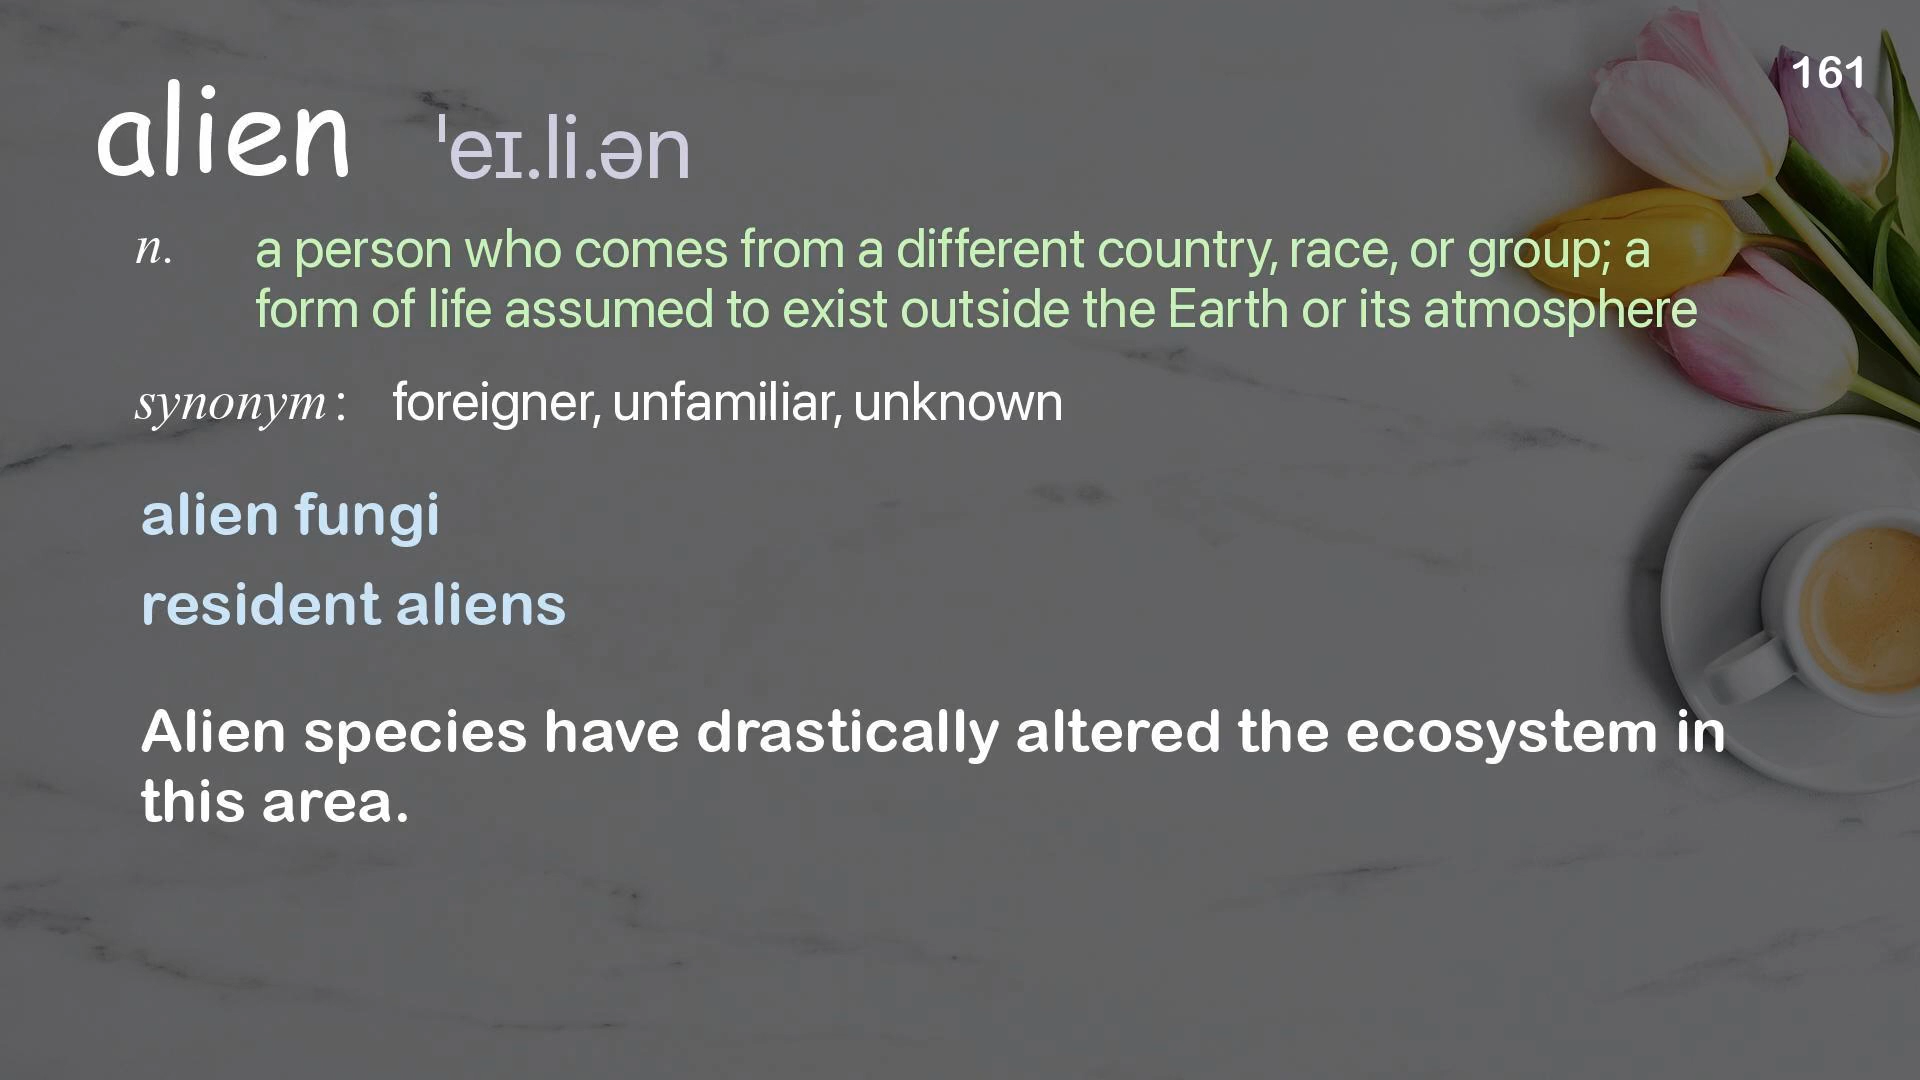 161
alien ˈeɪ.li.ən
n. a person who comes from a different country, race, or group; a
form of life assumed to exist outside the Earth or its atmosphere
synonym: foreigner, unfamiliar, unknown
alien fungi
resident aliens
Alien species have drastically altered the ecosystem in
this area.